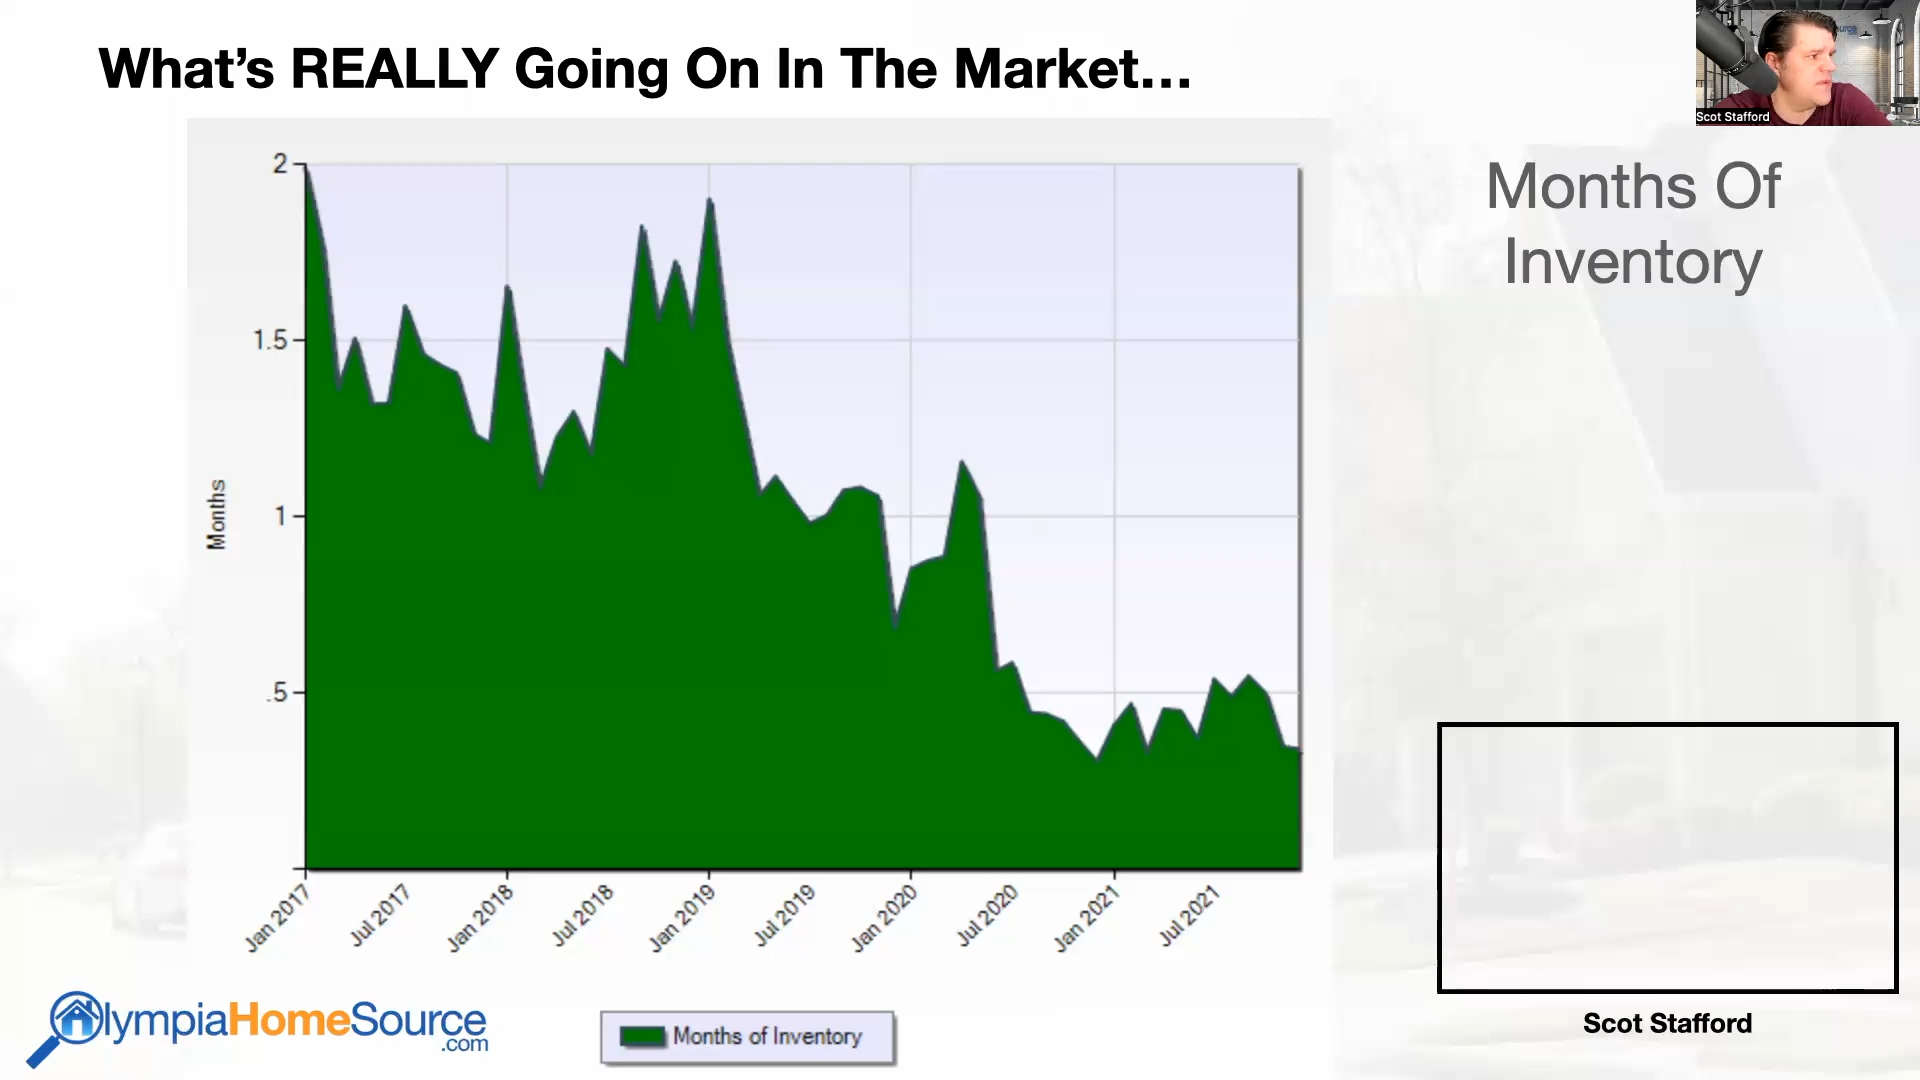 What's REALLY Going On In The Market...
Scot Stafford
Months Of
Inventory
2
1.5
1
.5
Months
Jan 2017
Jul 2017
Jan 2018
Jul 2018
Jan 2019
Jul 2019
Jan 2020
Jul 2020
Jan 2021
Jul 2021
Months of Inventory
OlympiaHomeSource
.com
Scot Stafford